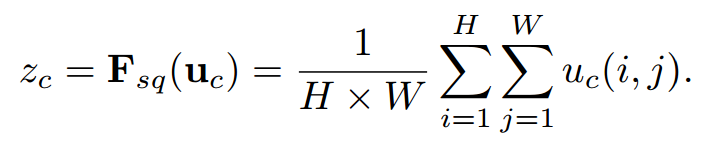 $z_c = \mathbf{F}_{sq}(\mathbf{u}_c) = \frac{1}{H \times W} \sum_{i=1}^{H} \sum_{j=1}^{W} u_c(i, j).$